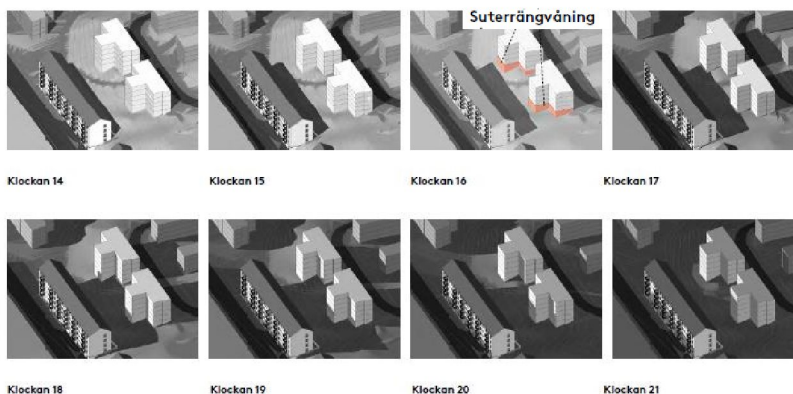 Suterrängvåning
Klockan 14
Klockan 15
Klockan 16
Klockan 17
Klockan 18
Klockan 19
Klockan 20
Klockan 21